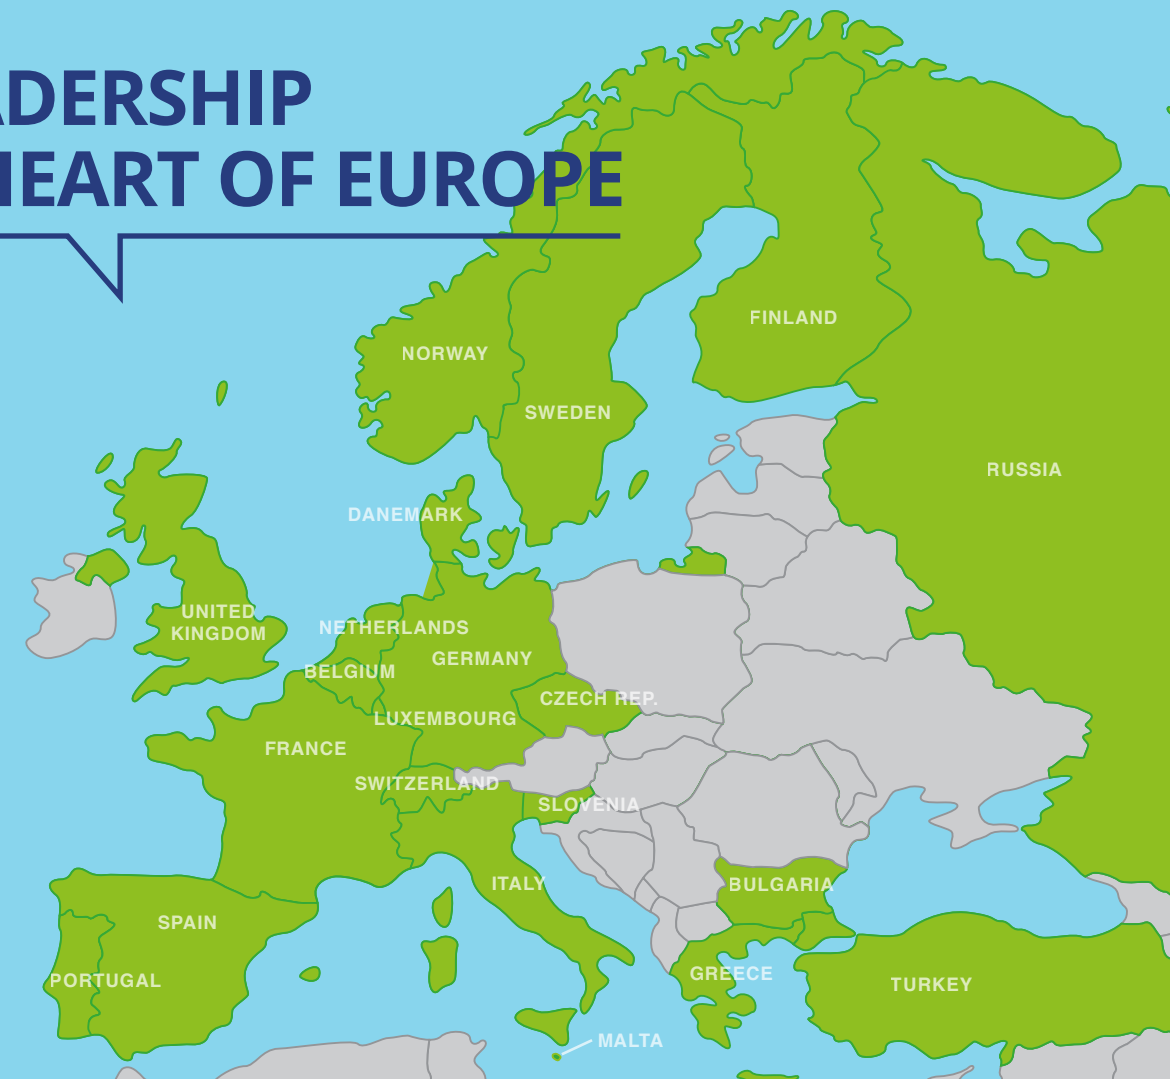 ADERSHIP
HEART OF EUROPE
FINLAND
NORWAY
SWEDEN
RUSSIA
DANEMARK
UNITED
KINGDOM
NETHERLANDS
GERMANY
BELGIUM
CZECH REP.
LUXEMBOURG
FRANCE
SWITZERLAND
SLOVENIA
ITALY
BULGARIA
SPAIN
PORTUGAL
GREECE
TURKEY
MALTA